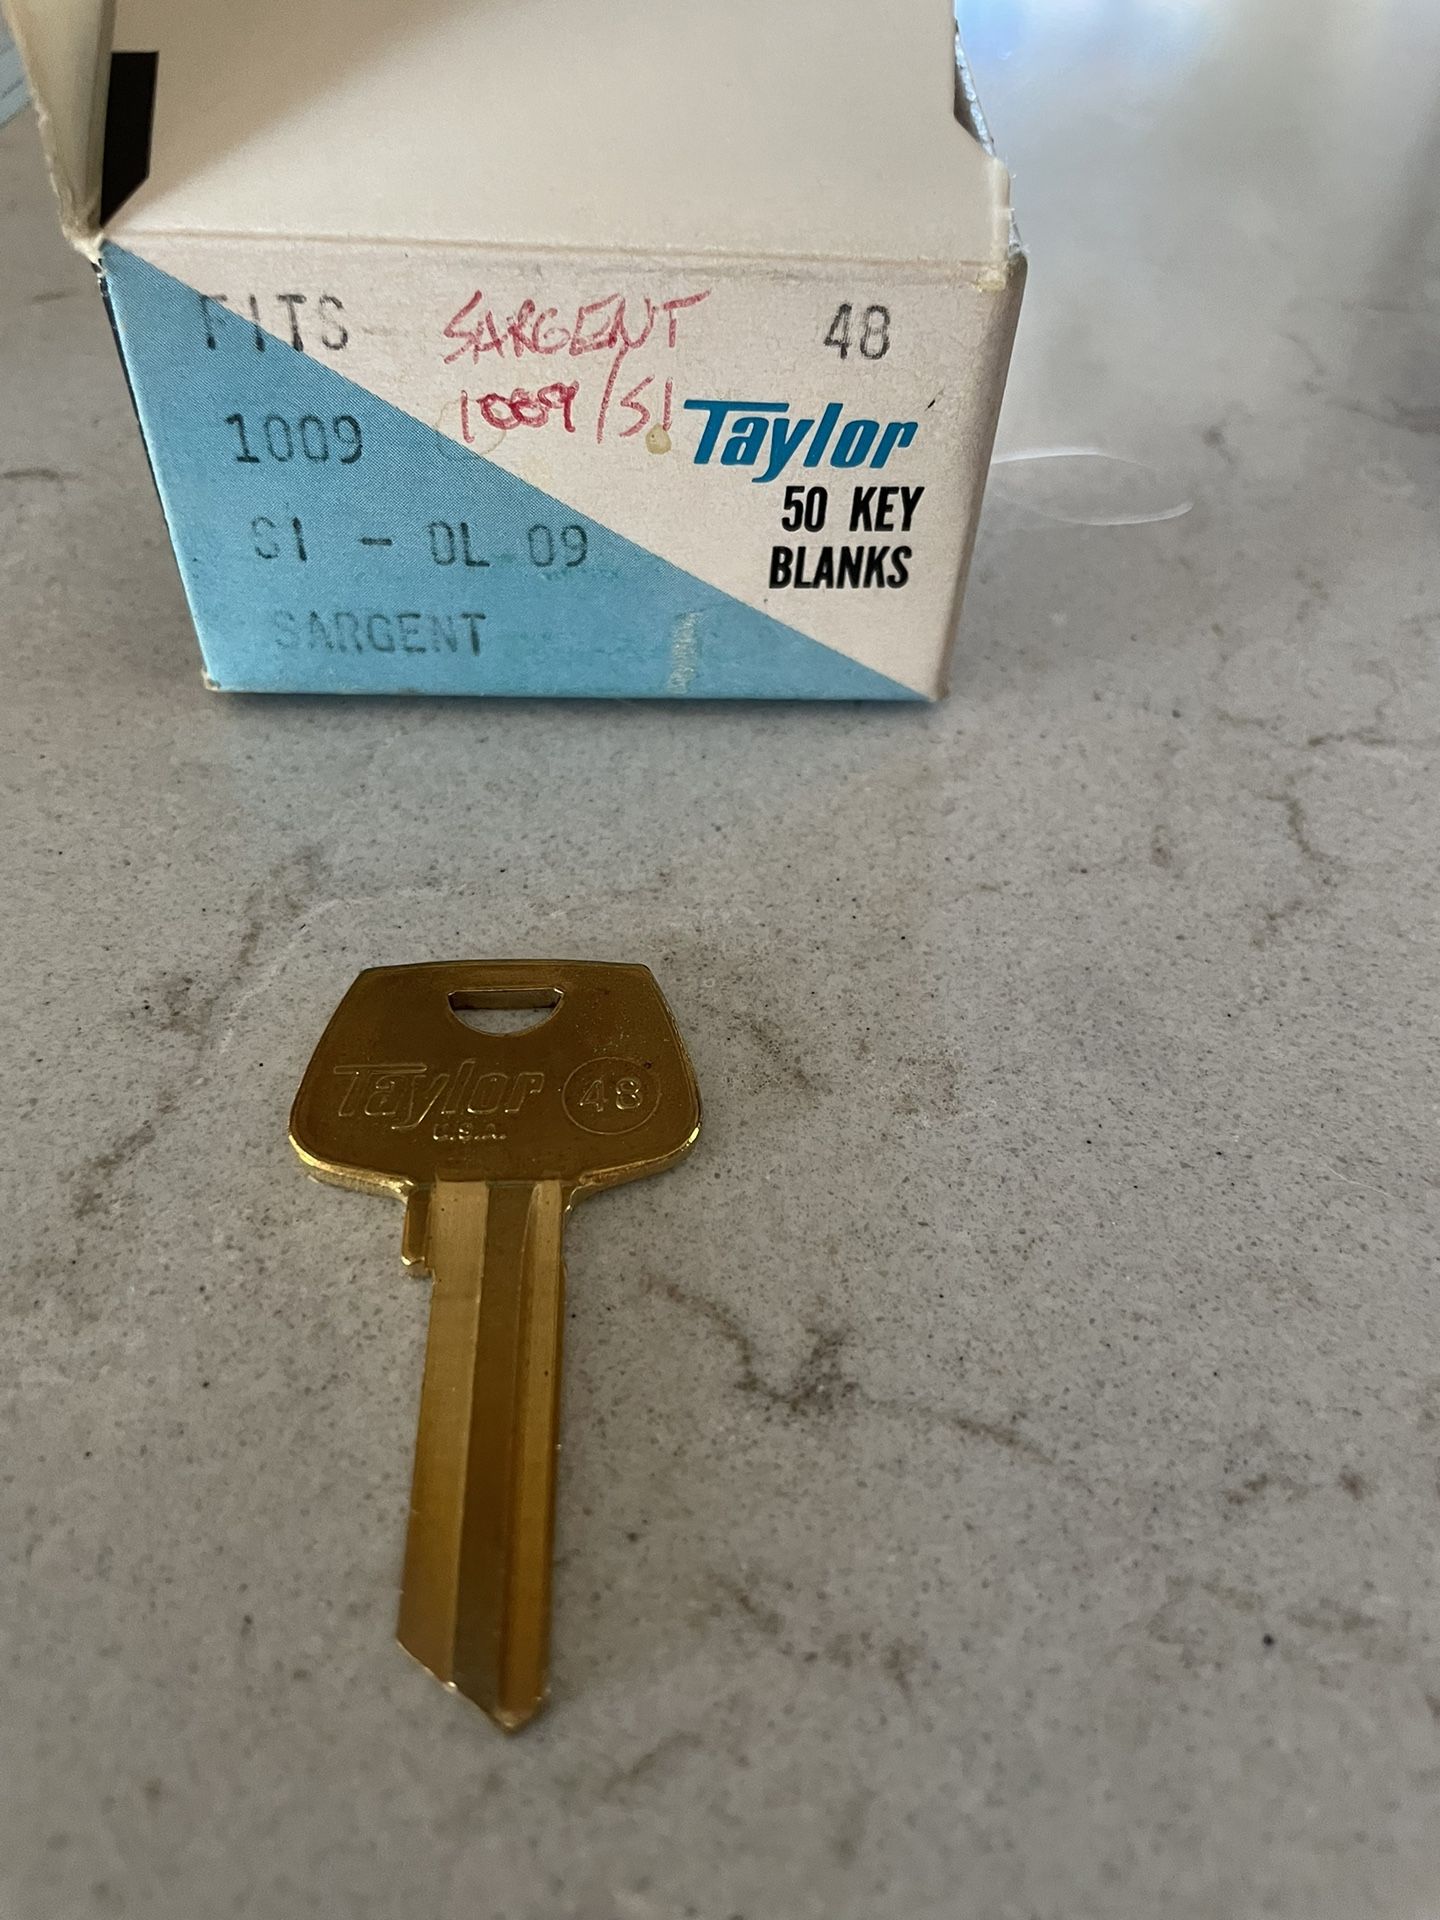 FITS SARGENT 48
1009 1009/S1 Taylor
50 KEY
S1 - OL 09 BLANKS
SARGENT
Taylor 48
U.S.A.